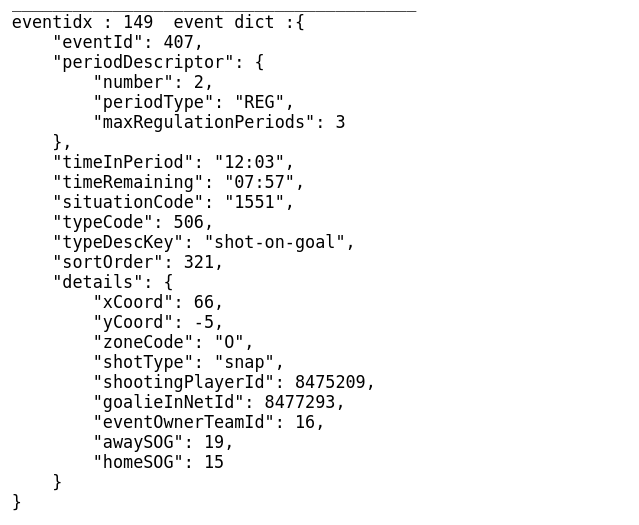 ________________________________________
eventidx : 149  event dict :{
    "eventId": 407,
    "periodDescriptor": {
        "number": 2,
        "periodType": "REG",
        "maxRegulationPeriods": 3
    },
    "timeInPeriod": "12:03",
    "timeRemaining": "07:57",
    "situationCode": "1551",
    "typeCode": 506,
    "typeDescKey": "shot-on-goal",
    "sortOrder": 321,
    "details": {
        "xCoord": 66,
        "yCoord": -5,
        "zoneCode": "O",
        "shotType": "snap",
        "shootingPlayerId": 8475209,
        "goalieInNetId": 8477293,
        "eventOwnerTeamId": 16,
        "awaySOG": 19,
        "homeSOG": 15
    }
}